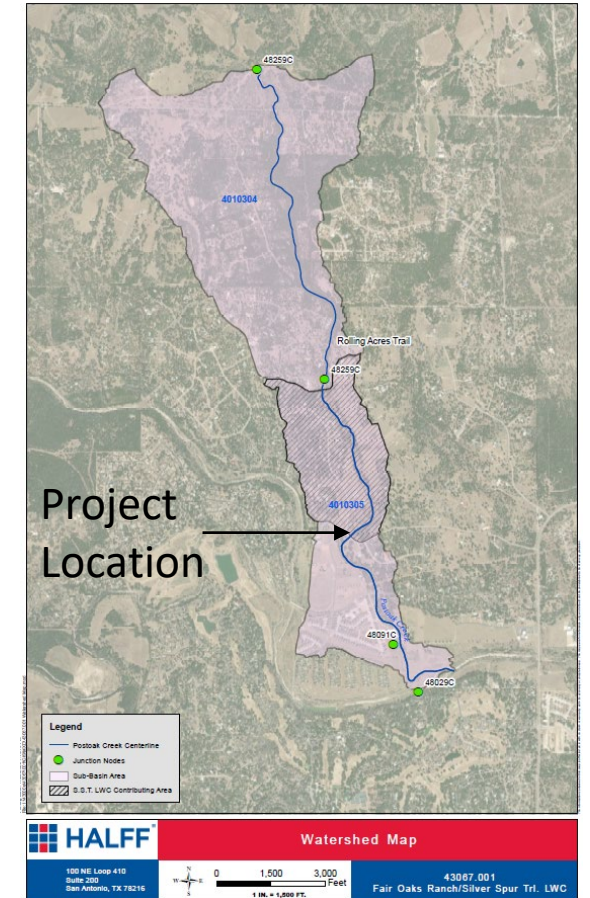 48259C
4010304
Rolling Acres Trail
48259C
4010305
Project
Location
Postoak Creek
48091C
48029C
Legend
Postoak Creek Centerline
Junction Nodes
Sub-Basin Area
S.S.T. LWC Contributing Area
HALFF
Watershed Map
100 NE Loop 410
Suite 200
San Antonio, TX 78216
N
W E
S
0 1,500 3,000
Feet
1 IN. = 1,500 FT.
43067.001
Fair Oaks Ranch/Silver Spur Trl. LWC